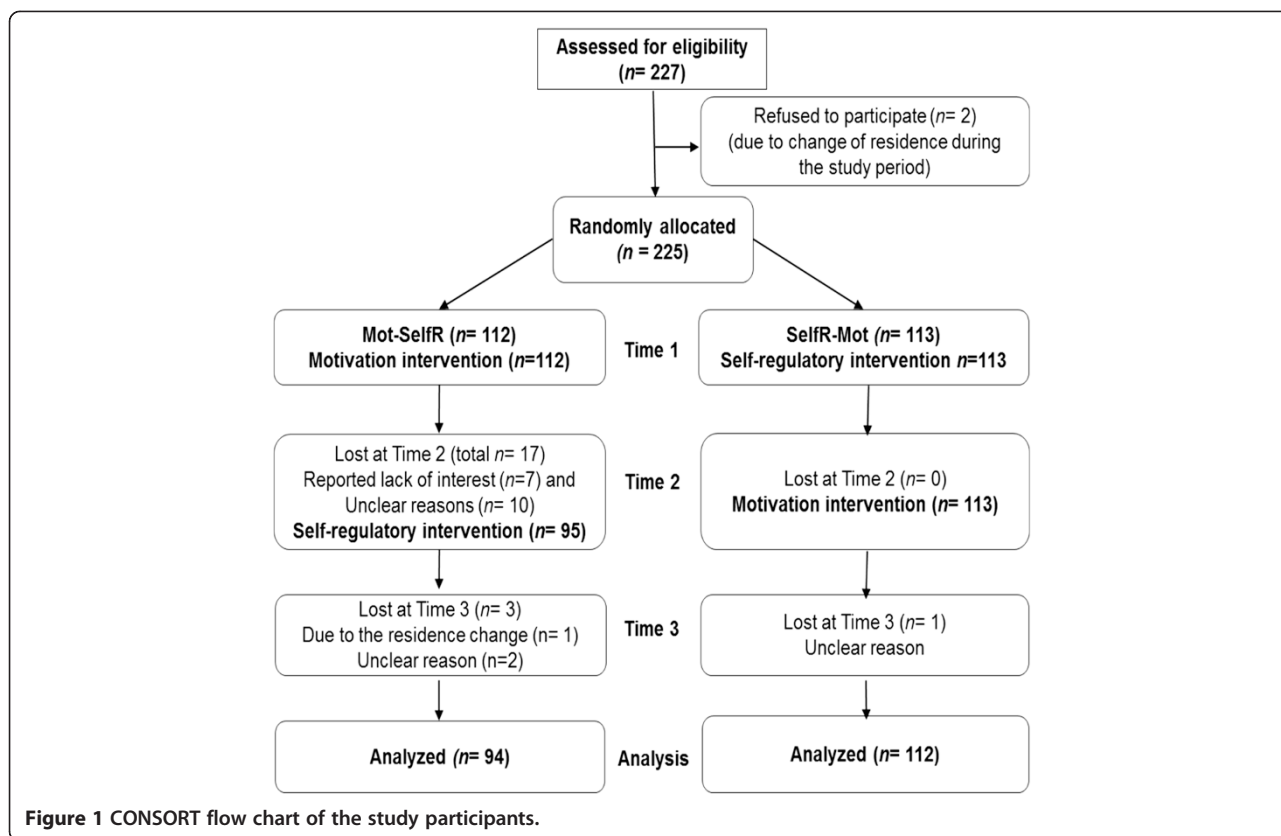 Assessed for eligibility
(n= 227)
Refused to participate (n= 2)
(due to change of residence during
the study period)
Randomly allocated
(n = 225)
Mot-SelfR (n= 112)
Motivation intervention (n=112)
Time 1
SelfR-Mot (n= 113)
Self-regulatory intervention n=113
Lost at Time 2 (total n= 17)
Reported lack of interest (n=7) and
Unclear reasons (n= 10)
Self-regulatory intervention (n= 95)
Time 2
Lost at Time 2 (n= 0)
Motivation intervention (n= 113)
Lost at Time 3 (n= 3)
Due to the residence change (n= 1)
Unclear reason (n=2)
Time 3
Lost at Time 3 (n= 1)
Unclear reason
Analyzed (n= 94)
Analysis
Analyzed (n= 112)
Figure 1 CONSORT flow chart of the study participants.